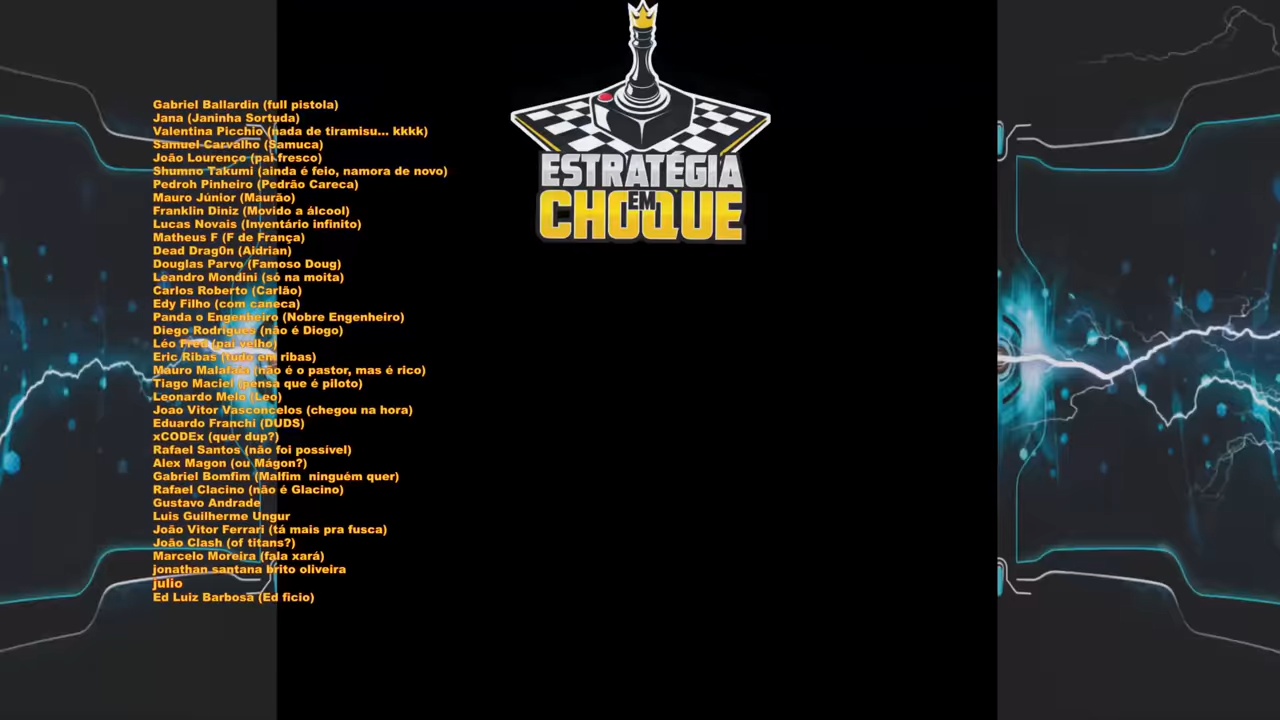 Gabriel Ballardin (full pistola)
Jana (Janinha Sortuda)
Valentina Picchio (nada de tiramisu... kkkk)
Samuel Carvalho (Samuca)
João Lourenço (pai fresco)
Shumno Takumi (ainda é feio, namora de novo)
Pedroh Pinheiro (Pedrão Careca)
Mauro Júnior (Maurão)
Franklin Diniz (Movido a álcool)
Lucas Novais (Inventário infinito)
Matheus F (F de França)
Dead Drag0n (Aidrian)
Douglas Parvo (Famoso Doug)
Leandro Mondini (só na moita)
Carlos Roberto (Carlão)
Edy Filho (com caneca)
Panda o Engenheiro (Nobre Engenheiro)
Diego Rodrigues (não é Diogo)
Léo Fred (pai velho)
Eric Ribas (tudo em ribas)
Mauro Malafaia (não é o pastor, mas é rico)
Tiago Maciel (pensa que é piloto)
Leonardo Melo (Leo)
Joao Vitor Vasconcelos (chegou na hora)
Eduardo Franchi (DUDS)
xCODEx (quer dup?)
Rafael Santos (não foi possível)
Alex Magon (ou Mágon?)
Gabriel Bomfim (Malfim ninguém quer)
Rafael Clacino (não é Glacino)
Gustavo Andrade
Luis Guilherme Ungur
João Vitor Ferrari (tá mais pra fusca)
João Clash (of titans?)
Marcelo Moreira (fala xará)
jonathan santana brito oliveira
julio
Ed Luiz Barbosa (Ed ficio)
ESTRATÉGIA
EM
CHOQUE